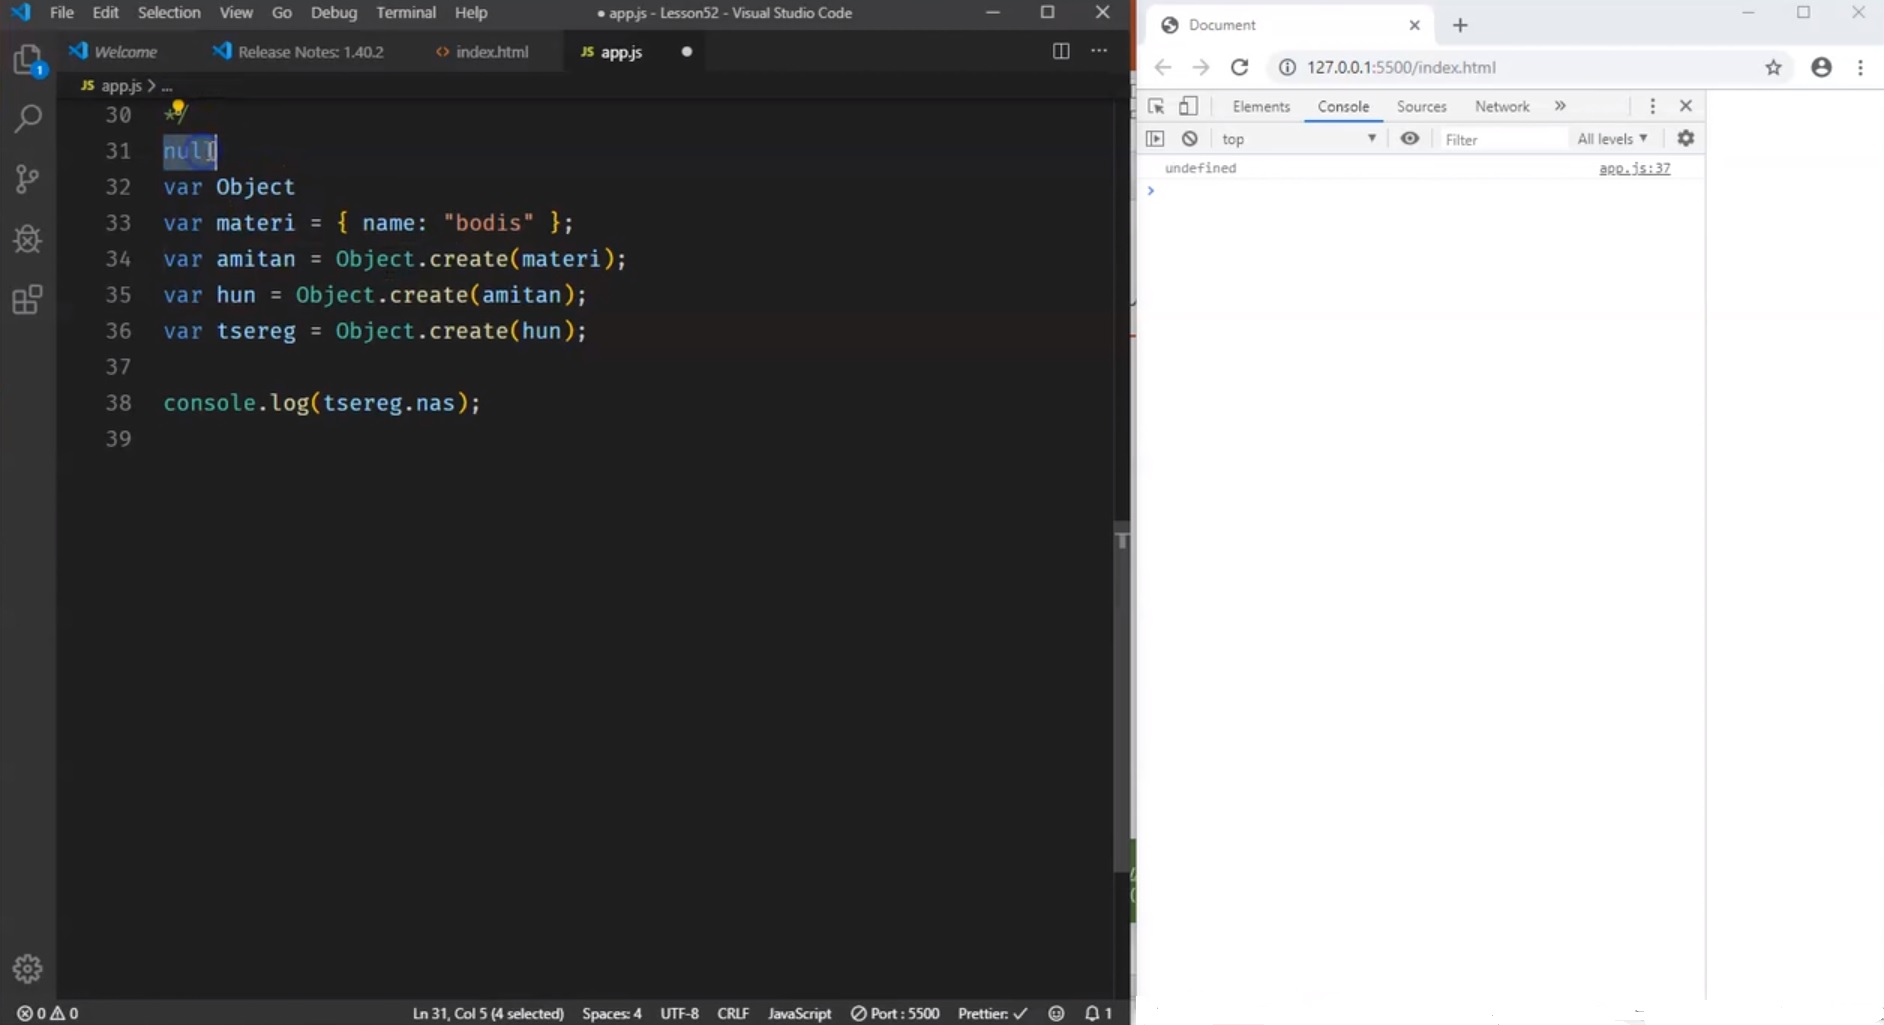 File Edit Selection View Go Debug Terminal Help ● app.js - Lesson52 - Visual Studio Code
Welcome Release Notes: 1.40.2 <> index.html JS app.js ●
JS app.js > ...
30 */
31 null
32 var Object
33 var materi = { name: "bodis" };
34 var amitan = Object.create(materi);
35 var hun = Object.create(amitan);
36 var tsereg = Object.create(hun);
37
38 console.log(tsereg.nas);
39
1
0 0 Ln 31, Col 5 (4 selected) Spaces: 4 UTF-8 CRLF JavaScript Port : 5500 Prettier: ✓ 1
Document
127.0.0.1:5500/index.html
Elements Console Sources Network »
top Filter All levels
undefined app.js:37
>